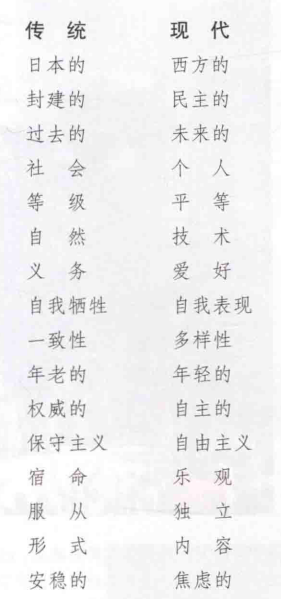 传统 现代
日本的 西方的
封建的 民主的
过去的 未来的
社会 个人
等级 平等
自然 技术
义务 爱好
自我牺牲 自我表现
一致性 多样性
年老的 年轻的
权威的 自主的
保守主义 自由主义
宿命 乐观
服从 独立
形式 内容
安稳的 焦虑的